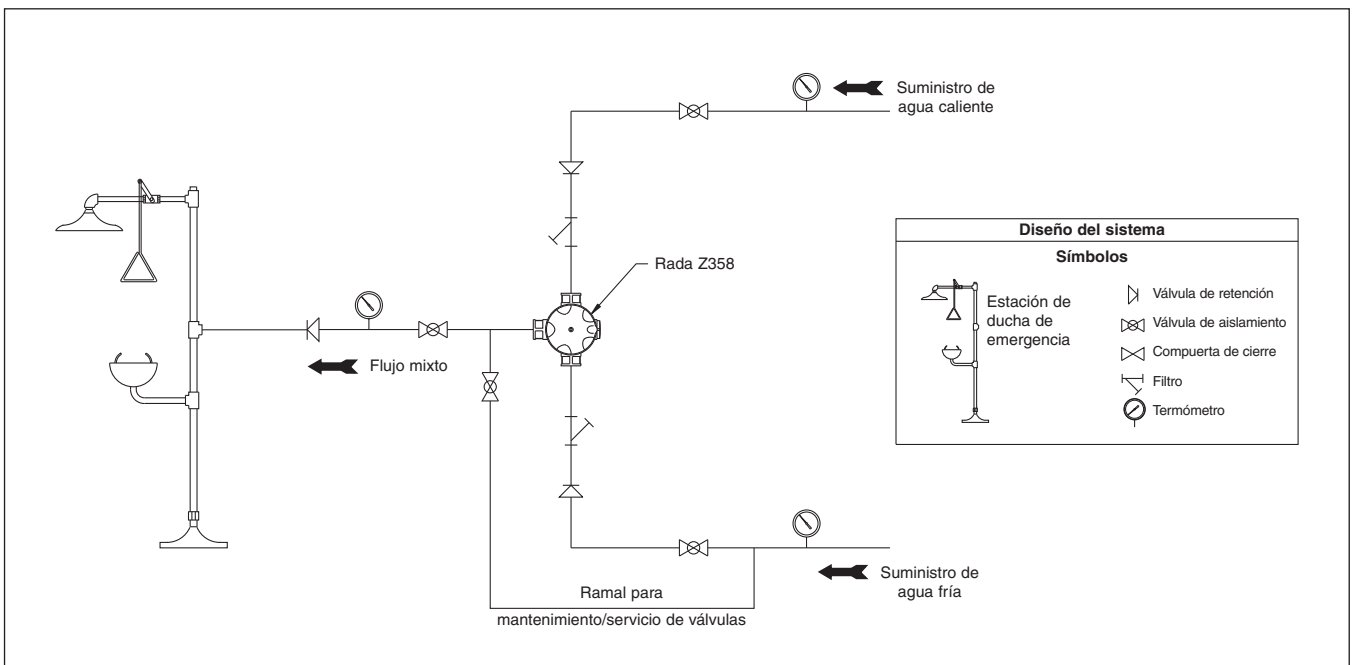 Suministro de
agua caliente
Rada Z358
Flujo mixto
Suministro de
agua fría
Ramal para
mantenimiento/servicio de válvulas
Diseño del sistema
Símbolos
Estación de
ducha de
emergencia
Válvula de retención
Válvula de aislamiento
Compuerta de cierre
Filtro
Termómetro